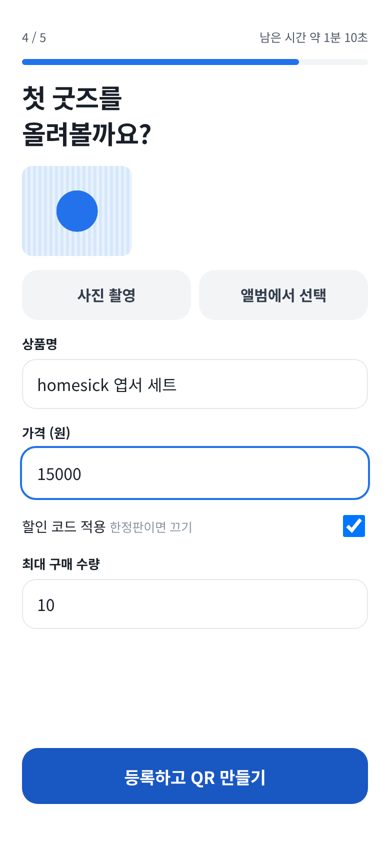 4 / 5
남은 시간 약 1분 10초
첫 굿즈를
올려볼까요?
사진 촬영
앨범에서 선택
상품명
homesick 엽서 세트
가격 (원)
15000
할인 코드 적용 한정판이면 끄기
최대 구매 수량
10
등록하고 QR 만들기